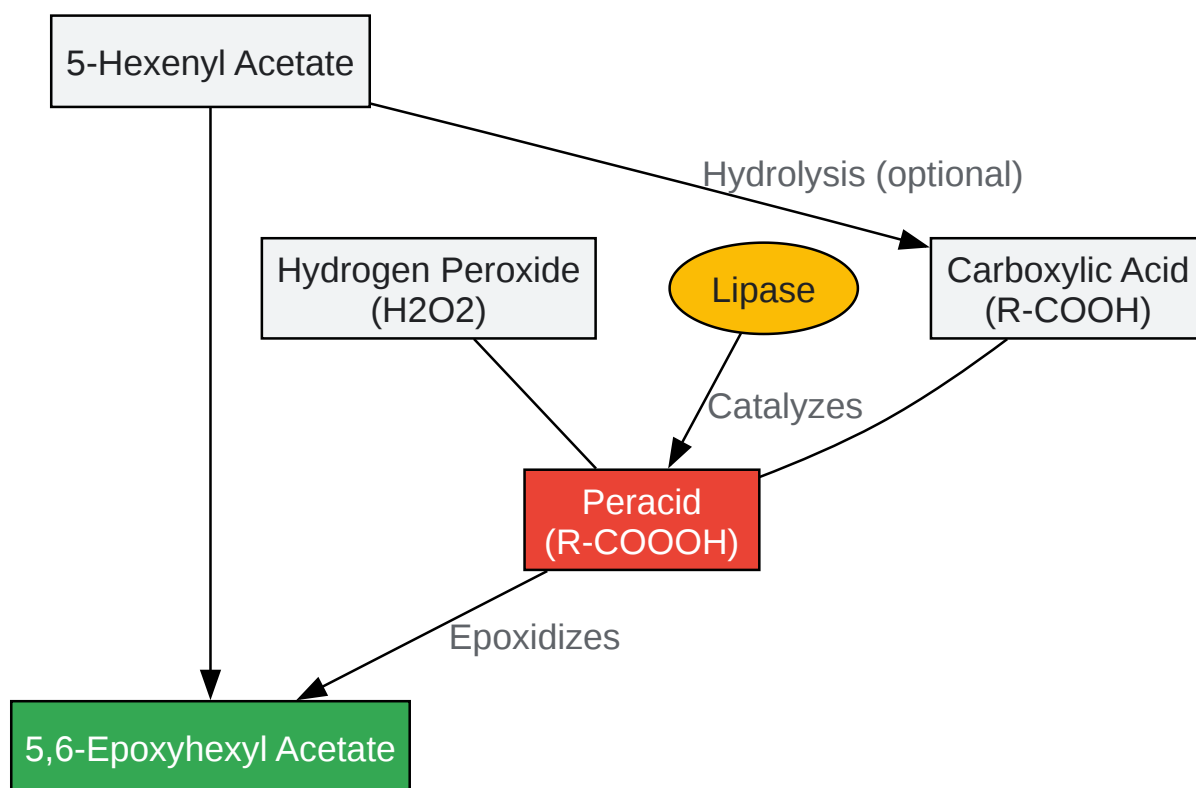 5-Hexenyl Acetate
Hydrolysis (optional)
Hydrogen Peroxide
(H2O2)
Lipase
Carboxylic Acid
(R-COOH)
Catalyzes
Peracid
(R-COOOH)
Epoxidizes
5,6-Epoxyhexyl Acetate